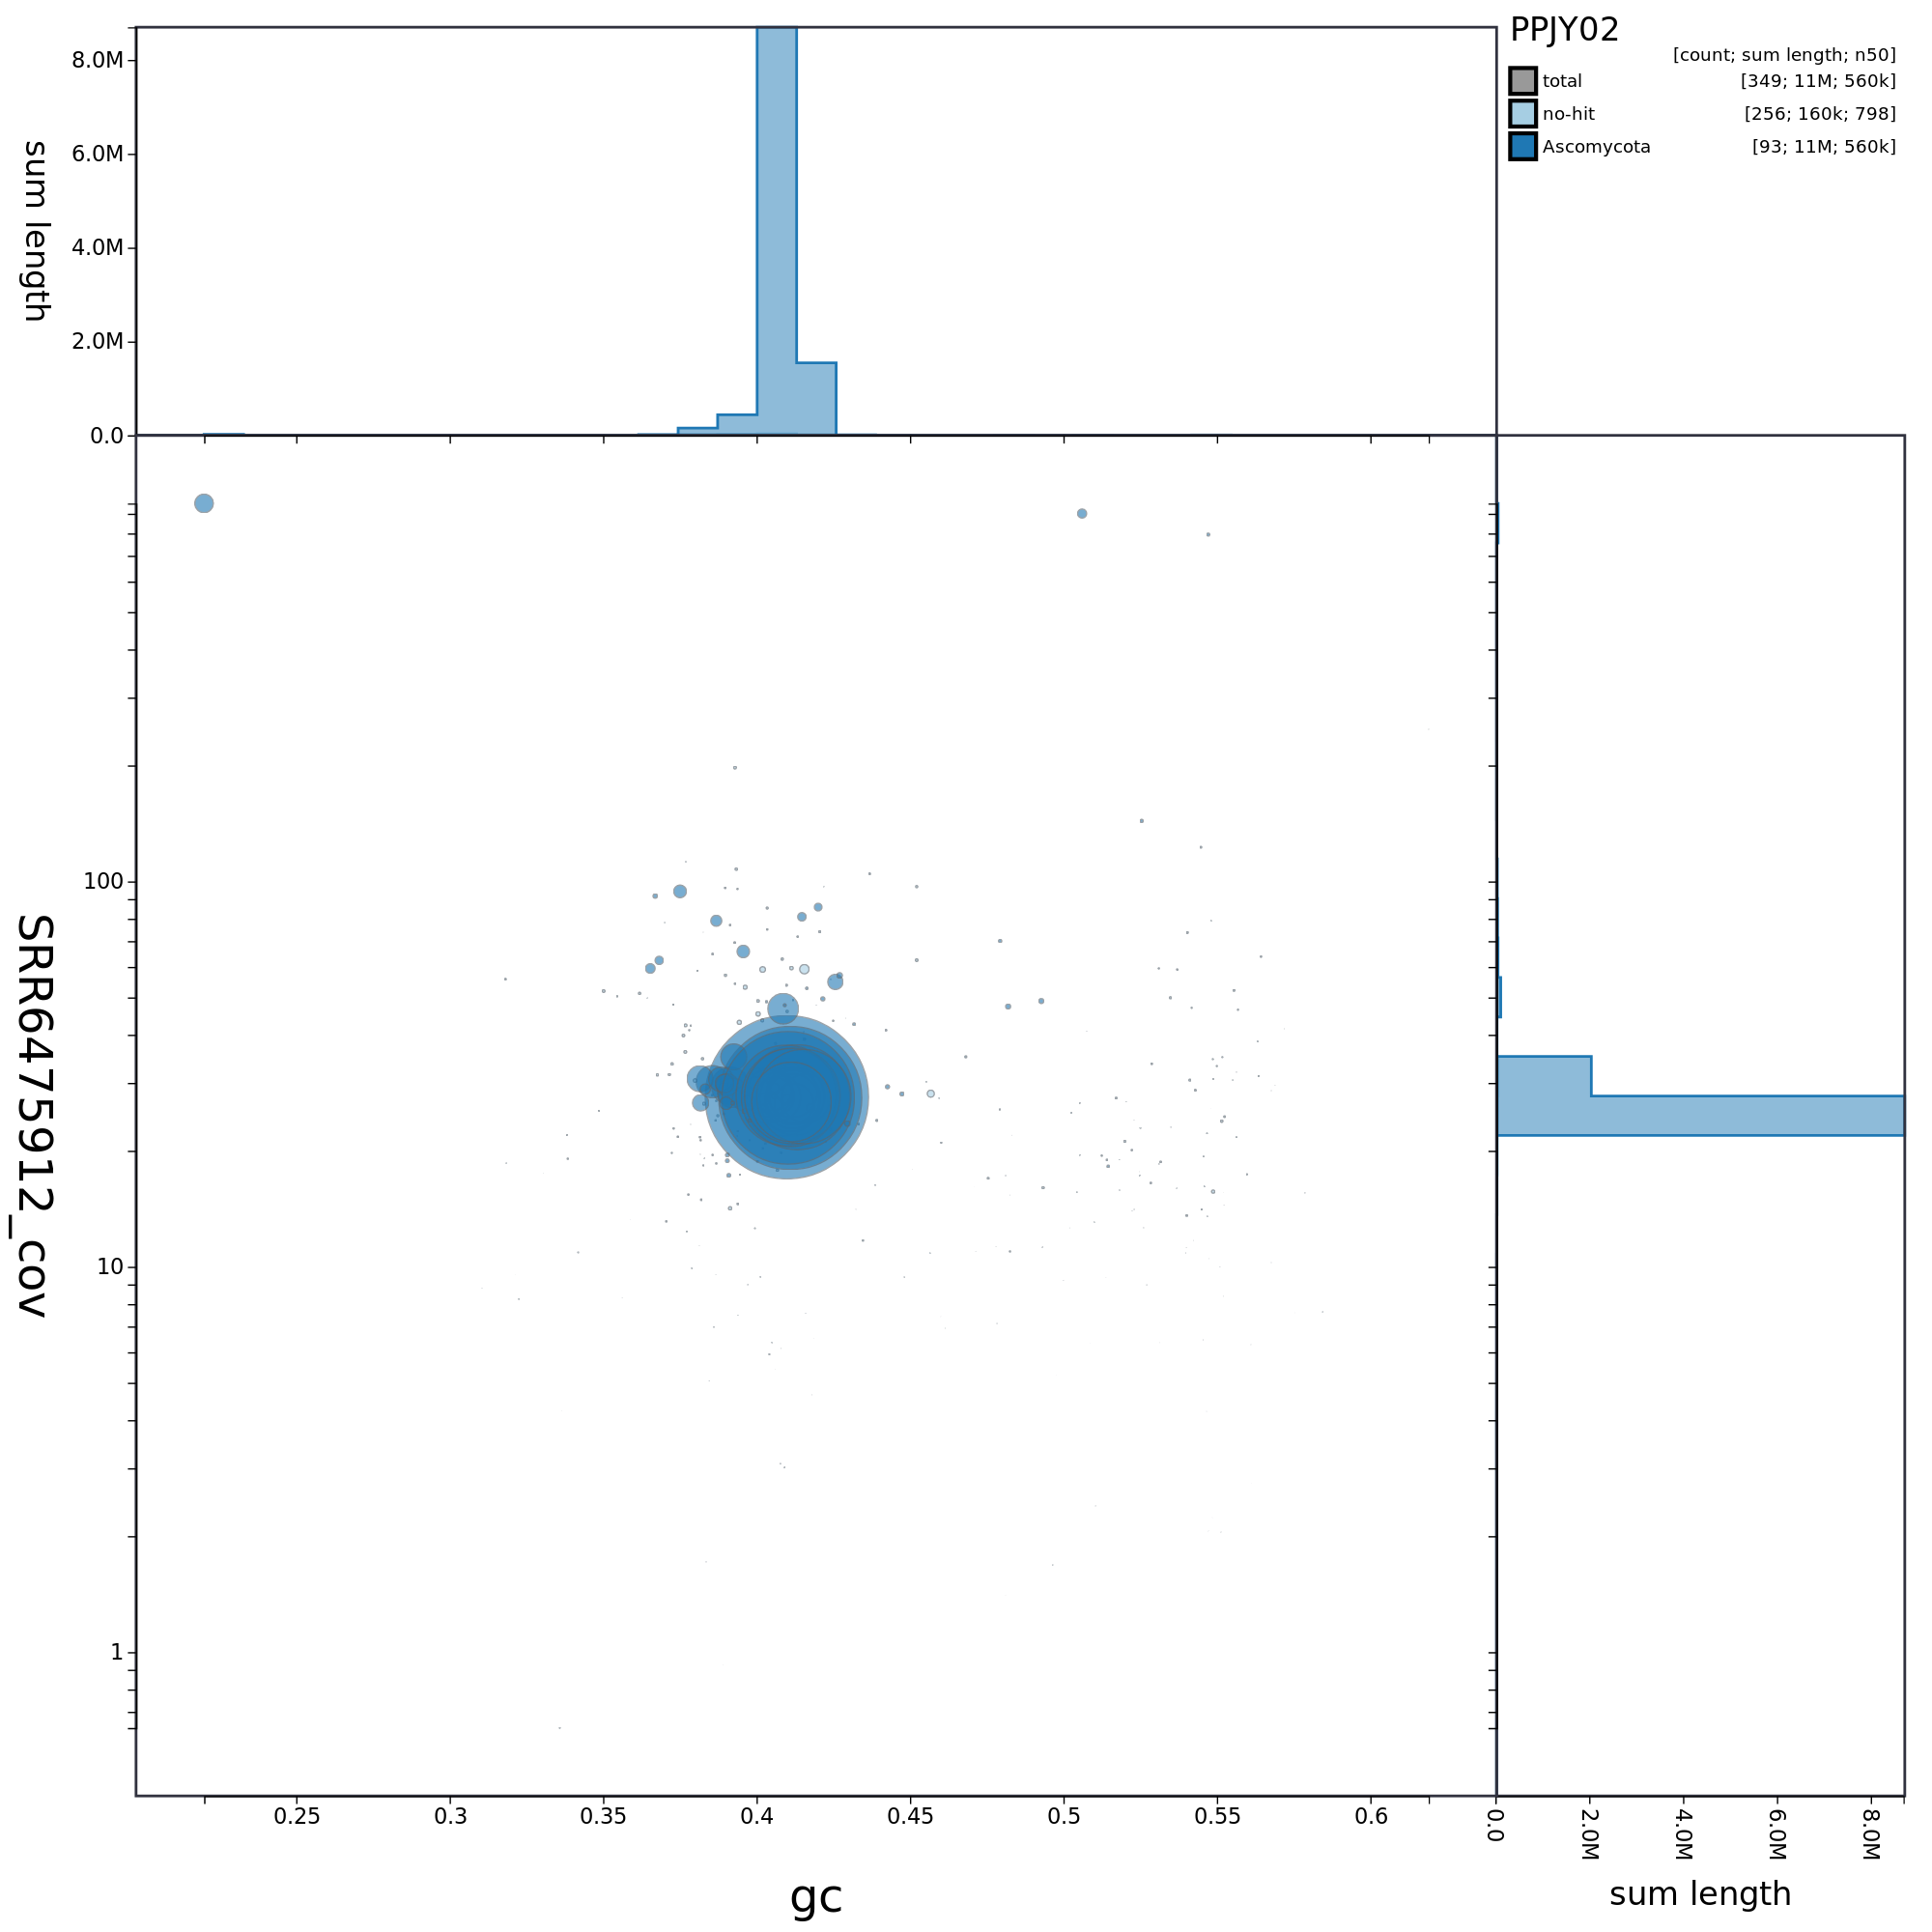 PPJY02
[count; sum length; n50]
total [349; 11M; 560k]
no-hit [256; 160k; 798]
Ascomycota [93; 11M; 560k]
sum length
8.0M
6.0M
4.0M
2.0M
0.0
SRR6475912_cov
100
10
1
0.25 0.3 0.35 0.4 0.45 0.5 0.55 0.6
gc
0.0 2.0M 4.0M 6.0M 8.0M
sum length